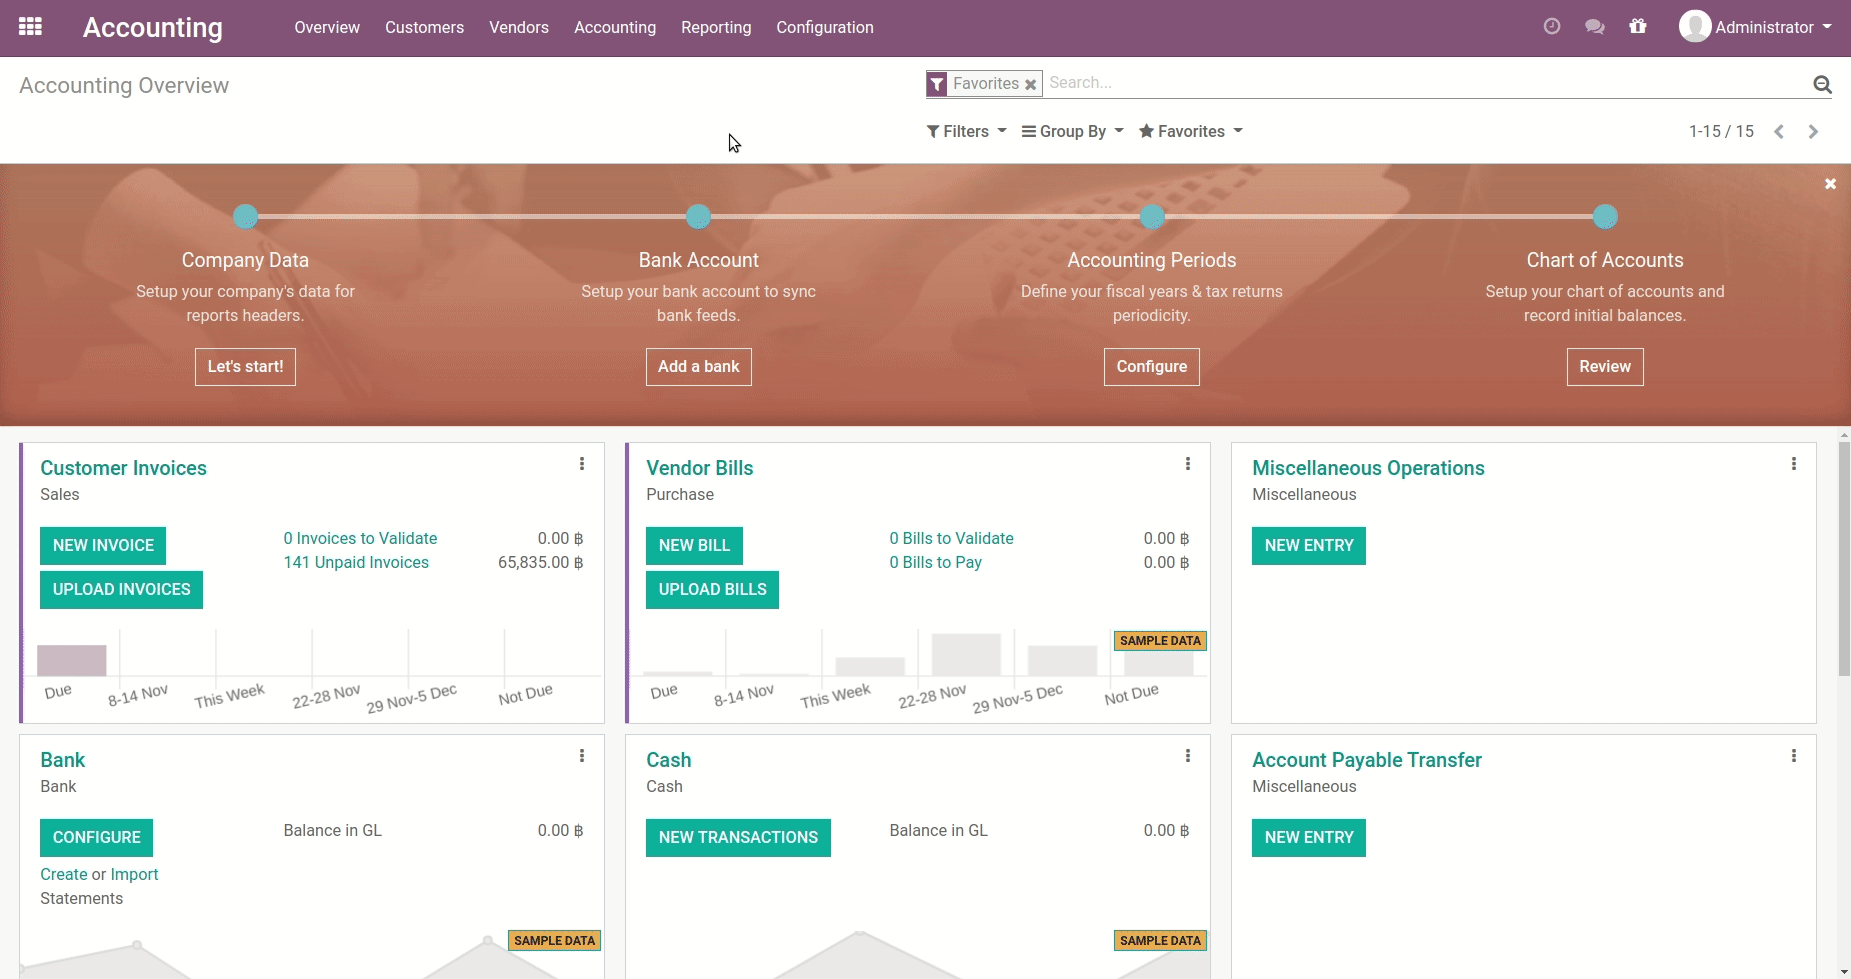 Accounting Overview Customers Vendors Accounting Reporting Configuration Administrator
Accounting Overview
Favorites Search...
Filters Group By Favorites 1-15 / 15
Company Data
Setup your company's data for
reports headers.
Let's start!
Bank Account
Setup your bank account to sync
bank feeds.
Add a bank
Accounting Periods
Define your fiscal years & tax returns
periodicity.
Configure
Chart of Accounts
Setup your chart of accounts and
record initial balances.
Review
Customer Invoices
Sales
NEW INVOICE
UPLOAD INVOICES
0 Invoices to Validate 0.00 ฿
141 Unpaid Invoices 65,835.00 ฿
Due 8-14 Nov This Week 22-28 Nov 29 Nov-5 Dec Not Due
Vendor Bills
Purchase
NEW BILL
UPLOAD BILLS
0 Bills to Validate 0.00 ฿
0 Bills to Pay 0.00 ฿
SAMPLE DATA
Due 8-14 Nov This Week 22-28 Nov 29 Nov-5 Dec Not Due
Miscellaneous Operations
Miscellaneous
NEW ENTRY
Bank
Bank
CONFIGURE
Create or Import
Statements
Balance in GL 0.00 ฿
SAMPLE DATA
Cash
Cash
NEW TRANSACTIONS
Balance in GL 0.00 ฿
SAMPLE DATA
Account Payable Transfer
Miscellaneous
NEW ENTRY